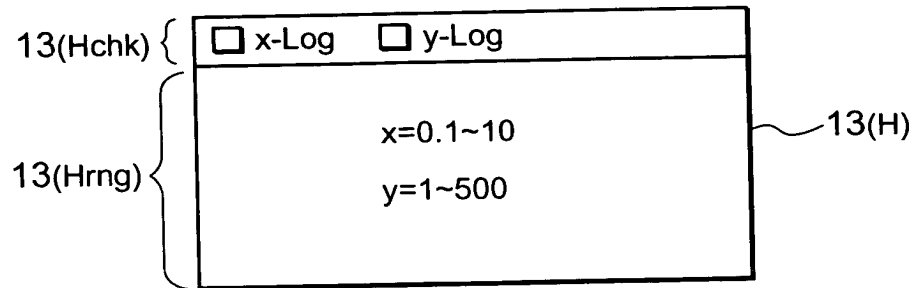 13(Hchk)
x-Log y-Log
x=0.1~10
13(H)
13(Hrng)
y=1~500